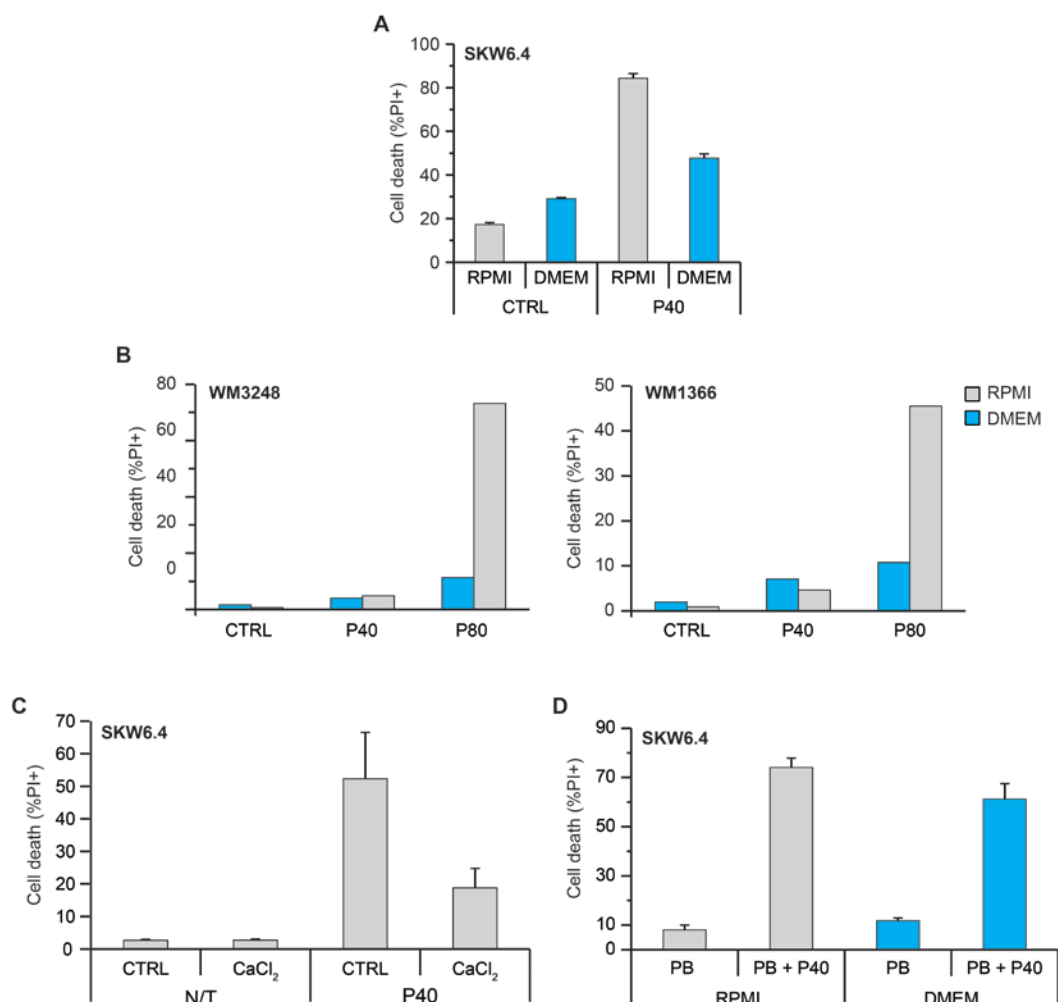 A
SKW6.4
Cell death (%PI+)
100
80
60
40
20
0
RPMI DMEM RPMI DMEM
CTRL P40
B
WM3248
Cell death (%PI+)
80
60
40
20
20
0
CTRL P40 P80
WM1366
Cell death (%PI+)
50
40
30
20
10
0
CTRL P40 P80
RPMI
DMEM
C
SKW6.4
Cell death (%PI+)
70
60
50
40
30
20
10
0
CTRL CaCl₂ CTRL CaCl₂
N/T P40
D
SKW6.4
Cell death (%PI+)
90
70
90
30
10
0
PB PB + P40 PB PB + P40
RPMI DMEM